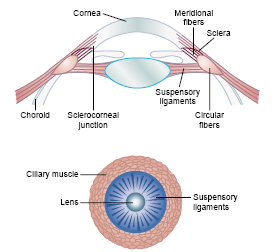 Cornea
Meridional
fibers
Sclera
Suspensory
ligaments
Choroid
Sclerocorneal
junction
Circular
fibers
Ciliary muscle
Lens
Suspensory
ligaments